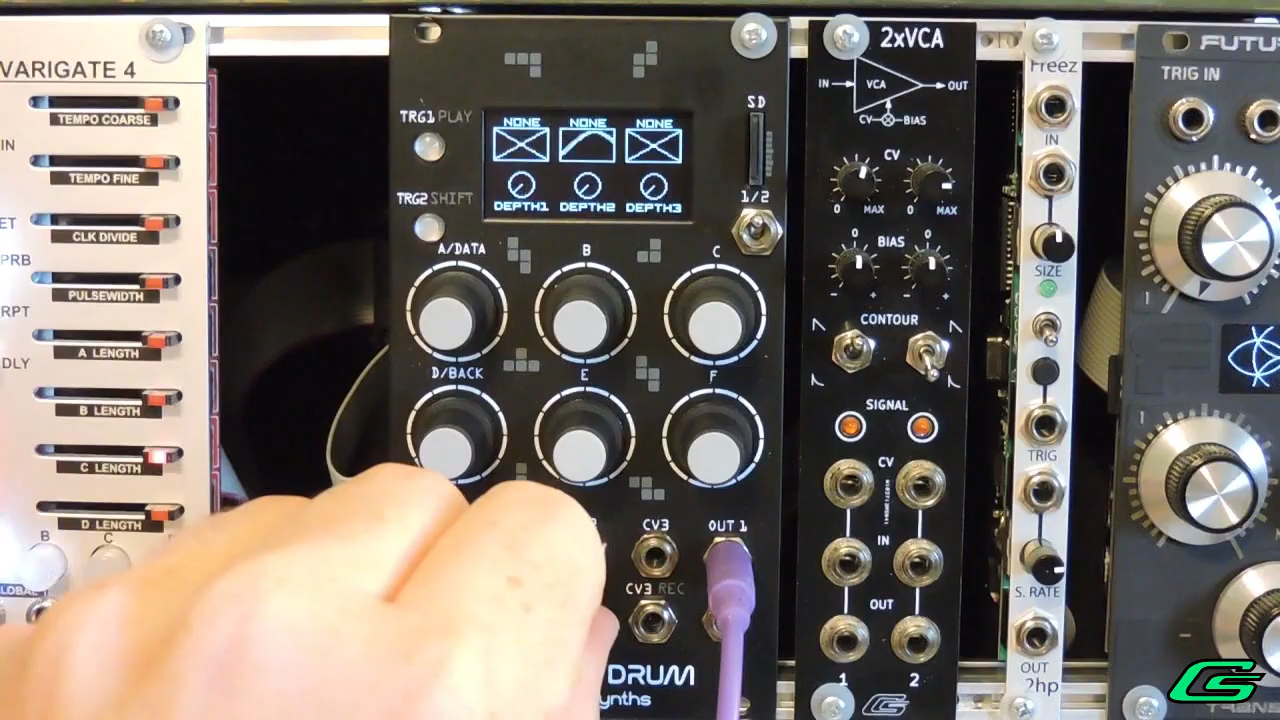 VARIGATE 4
TEMPO COARSE
IN
TEMPO FINE
ET
CLK DIVIDE
PRB
PULSEWIDTH
RPT
A LENGTH
DLY
B LENGTH
C LENGTH
D LENGTH
B C
TRG1 PLAY
TRG2 SHIFT
NONE NONE NONE
DEPTH1 DEPTH2 DEPTH3
SD
1/2
A/DATA B C
D/BACK E F
CV3 OUT 1
CV3 REC
DRUM
ynths
2xVCA
IN VCA OUT
CV BIAS
CV
0 MAX 0 MAX
0 BIAS 0
- + - +
CONTOUR
SIGNAL
CV
IN
OUT
1 2
Freez
IN
SIZE
TRIG
S. RATE
OUT
2hp
FUTU
TRIG IN
1
1
TRANS